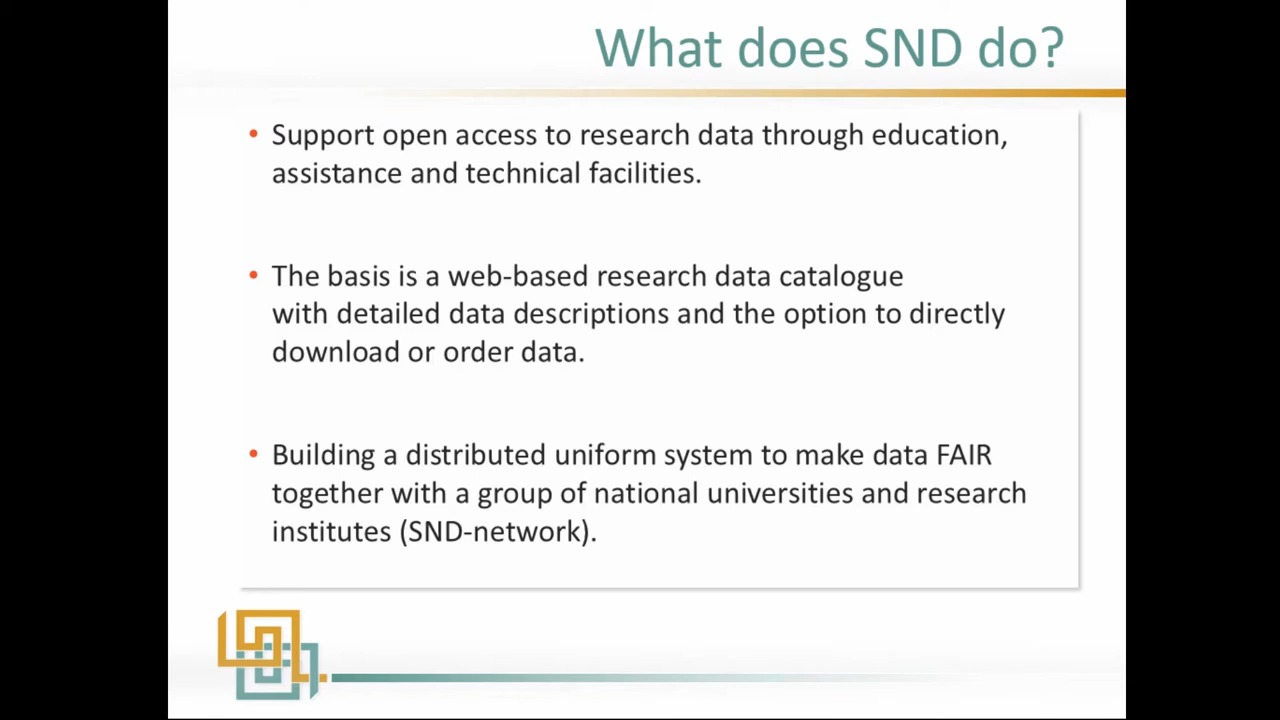 What does SND do?
• Support open access to research data through education,
assistance and technical facilities.
• The basis is a web-based research data catalogue
with detailed data descriptions and the option to directly
download or order data.
• Building a distributed uniform system to make data FAIR
together with a group of national universities and research
institutes (SND-network).